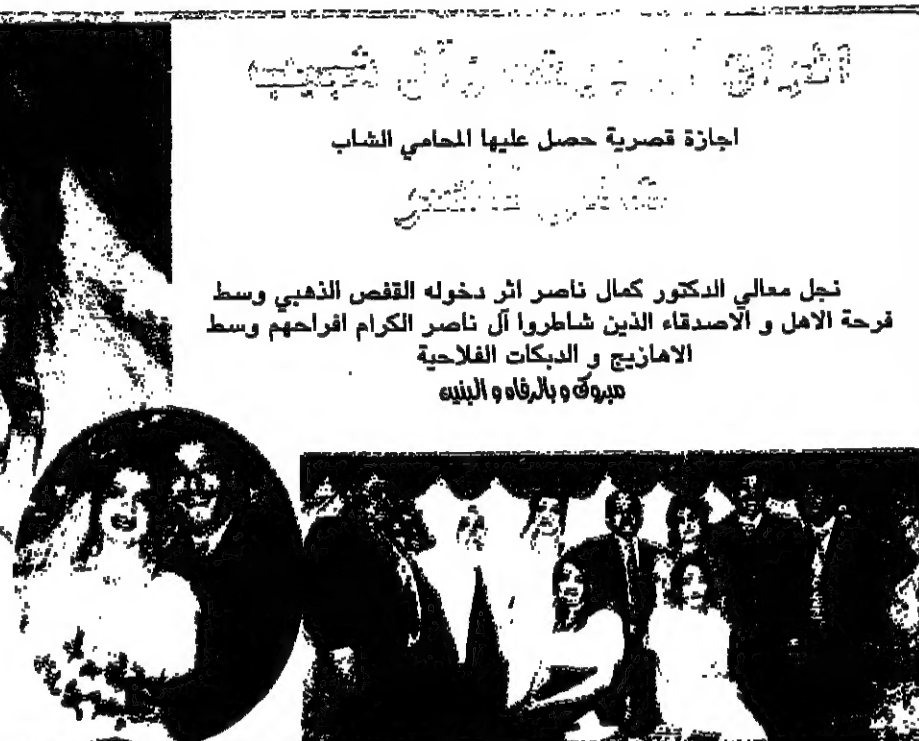 آل
اجازة قصرية حصل عليها المحامي الشاب
نجل معالي الدكتور كمال ناصر اثر دخوله القفص الذهبي وسط
فرحة الاهل و الاصدقاء الذين شاطروا آل ناصر الكرام افراحهم وسط
الاهازيج و الدبكات الفلاحية
مبروك و بالرفاه و البنين